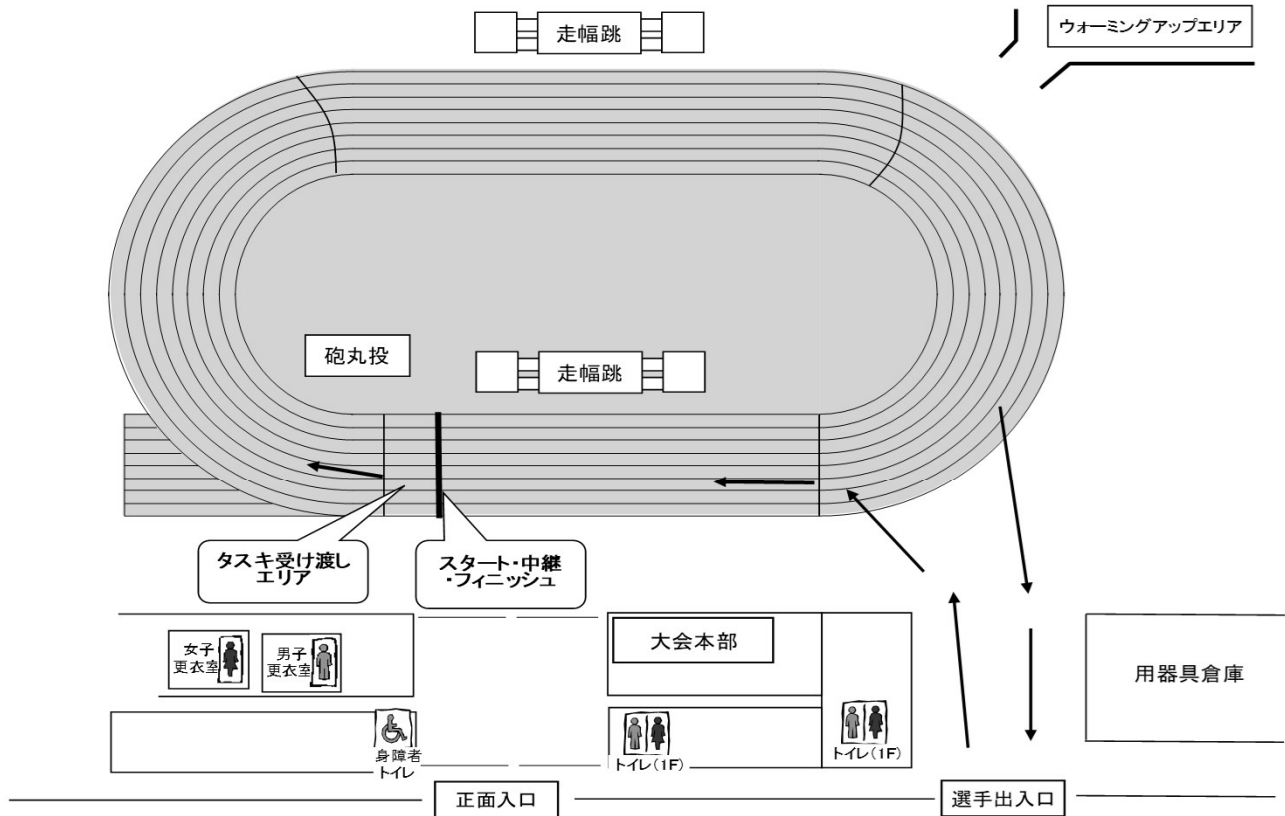 走幅跳
ウォーミングアップエリア
砲丸投
走幅跳
タスキ受け渡し
エリア
スタート・中継
・フィニッシュ
女子
更衣室
男子
更衣室
大会本部
用器具倉庫
身障者
トイレ
トイレ(1F)
トイレ(1F)
正面入口
選手出入口